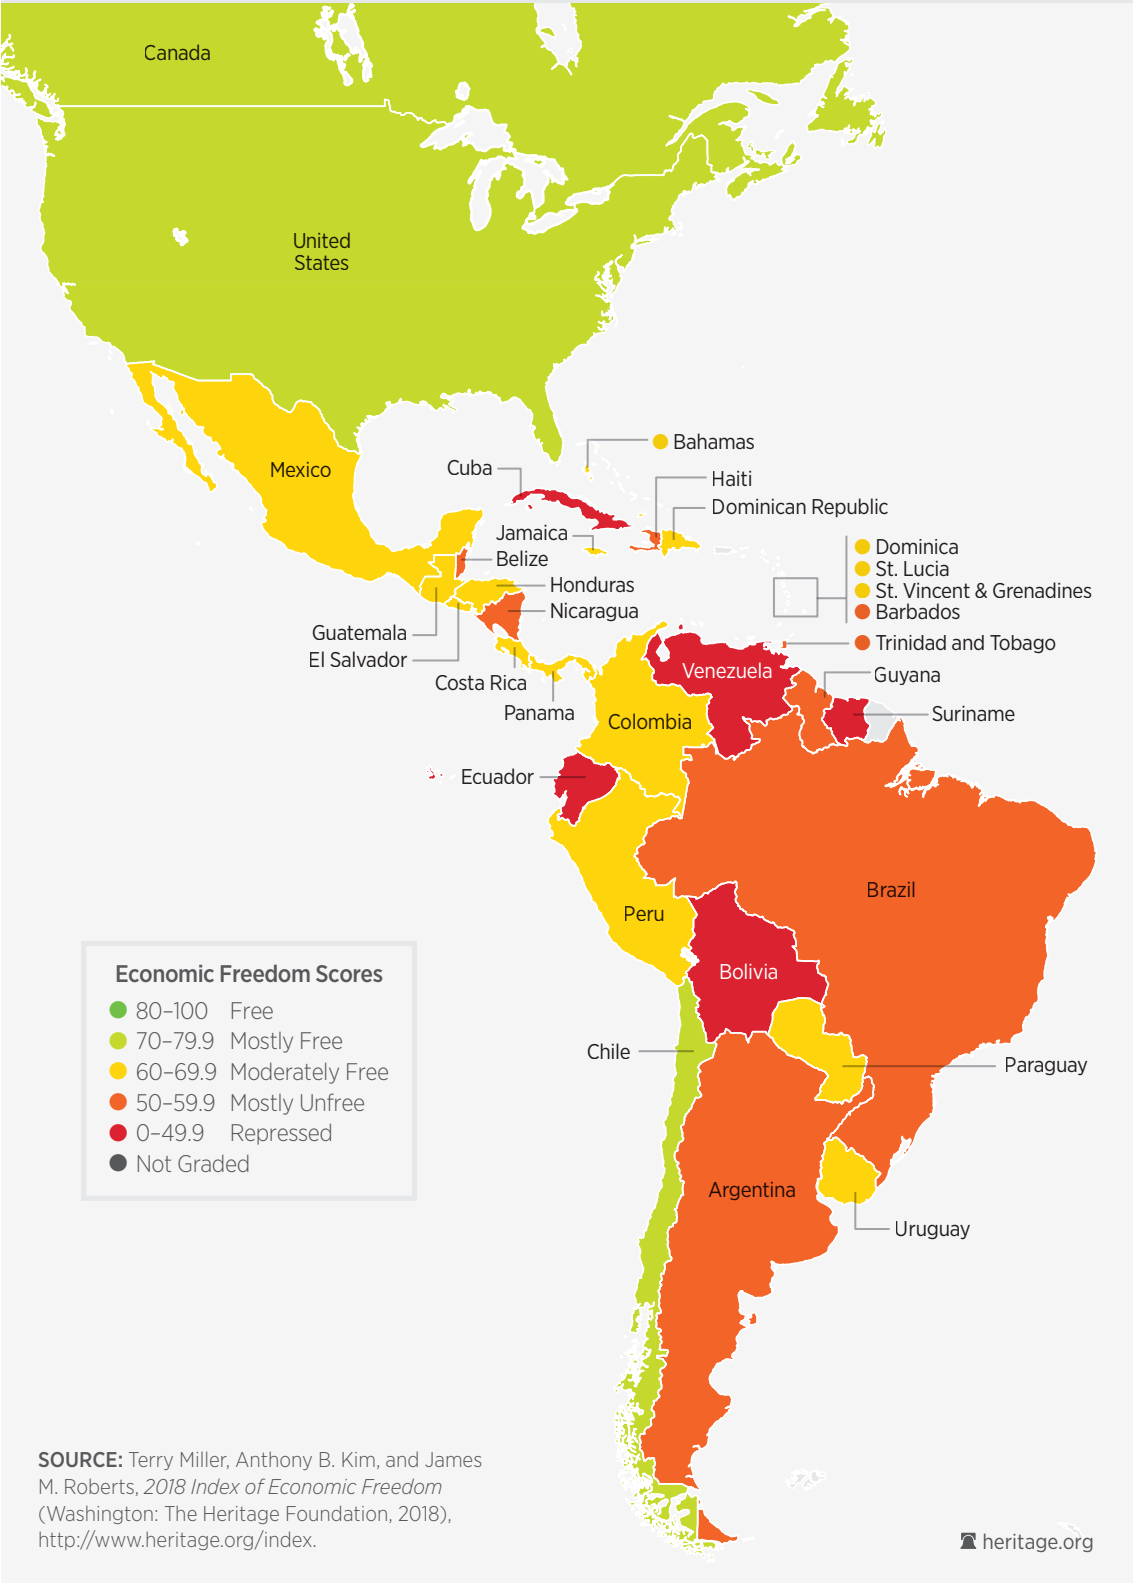 Canada
United
States
Mexico
Bahamas
Cuba
Haiti
Dominican Republic
Jamaica
Belize
Dominica
St. Lucia
St. Vincent & Grenadines
Barbados
Honduras
Nicaragua
Guatemala
El Salvador
Trinidad and Tobago
Costa Rica
Venezuela
Guyana
Panama
Colombia
Suriname
Ecuador
Brazil
Peru
Bolivia
Economic Freedom Scores
80–100 Free
70–79.9 Mostly Free
60–69.9 Moderately Free
50–59.9 Mostly Unfree
0–49.9 Repressed
Not Graded
Chile
Paraguay
Argentina
Uruguay
SOURCE: Terry Miller, Anthony B. Kim, and James
M. Roberts, 2018 Index of Economic Freedom
(Washington: The Heritage Foundation, 2018),
http://www.heritage.org/index.
heritage.org